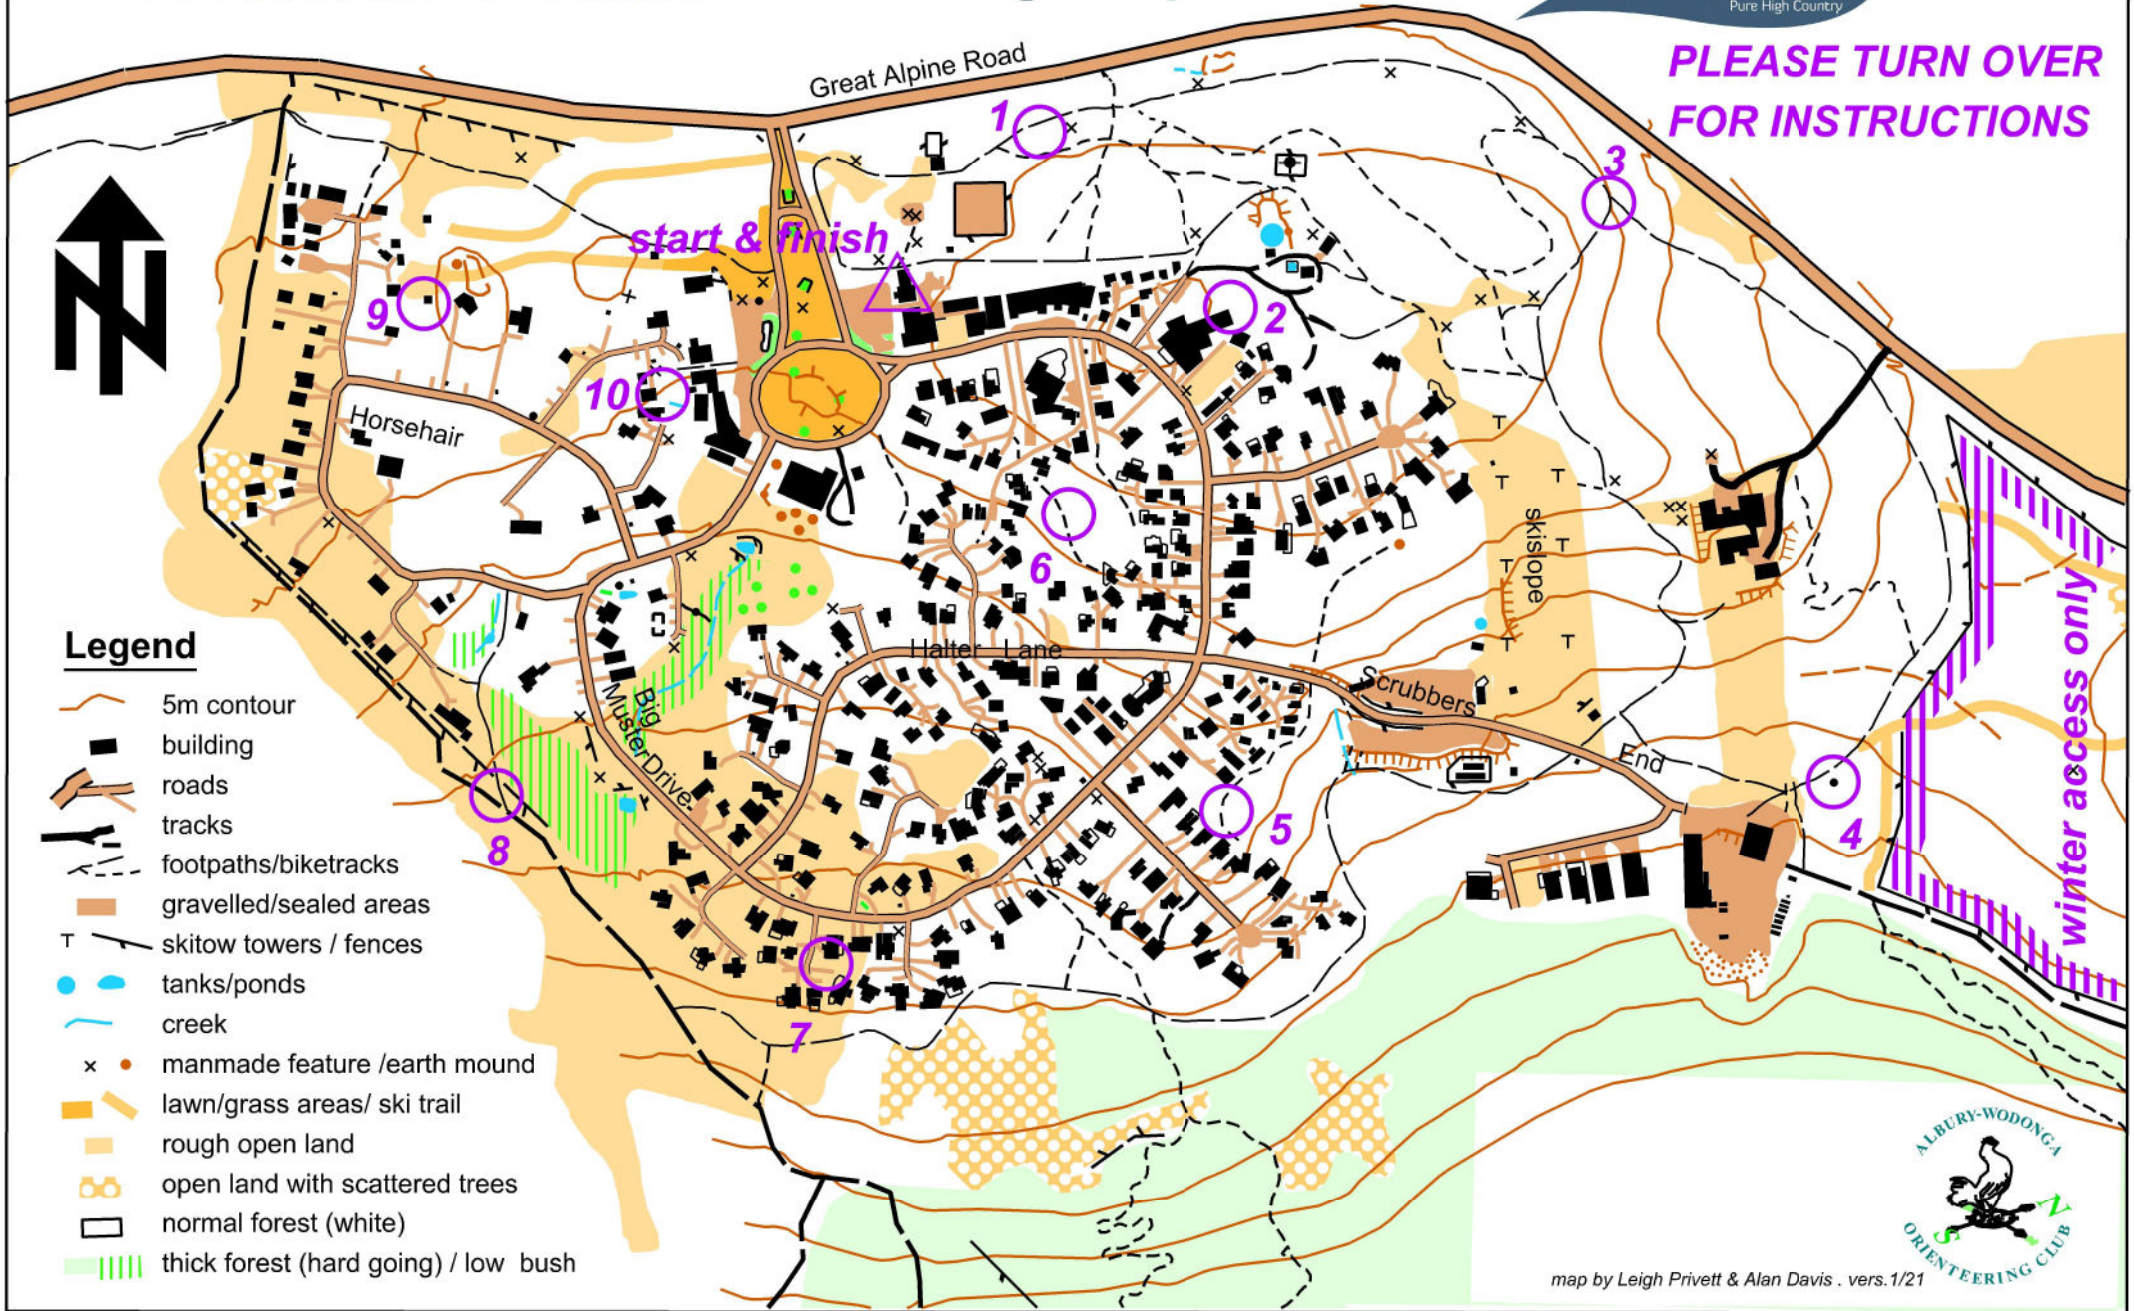 Pure High Country
PLEASE TURN OVER
FOR INSTRUCTIONS
Great Alpine Road
1
3
start & finish
9
2
10
Horsehair
6
skislope
winter access only
Halter Lane
Scrubbers
End
Big
Muster Drive
5
4
8
7
Legend
5m contour
building
roads
tracks
footpaths/biketracks
gravelled/sealed areas
T skitow towers / fences
tanks/ponds
creek
x manmade feature /earth mound
lawn/grass areas/ ski trail
rough open land
open land with scattered trees
normal forest (white)
thick forest (hard going) / low bush
ALBURY-WODONGA
N
S
ORIENTEERING CLUB
map by Leigh Privett & Alan Davis . vers.1/21